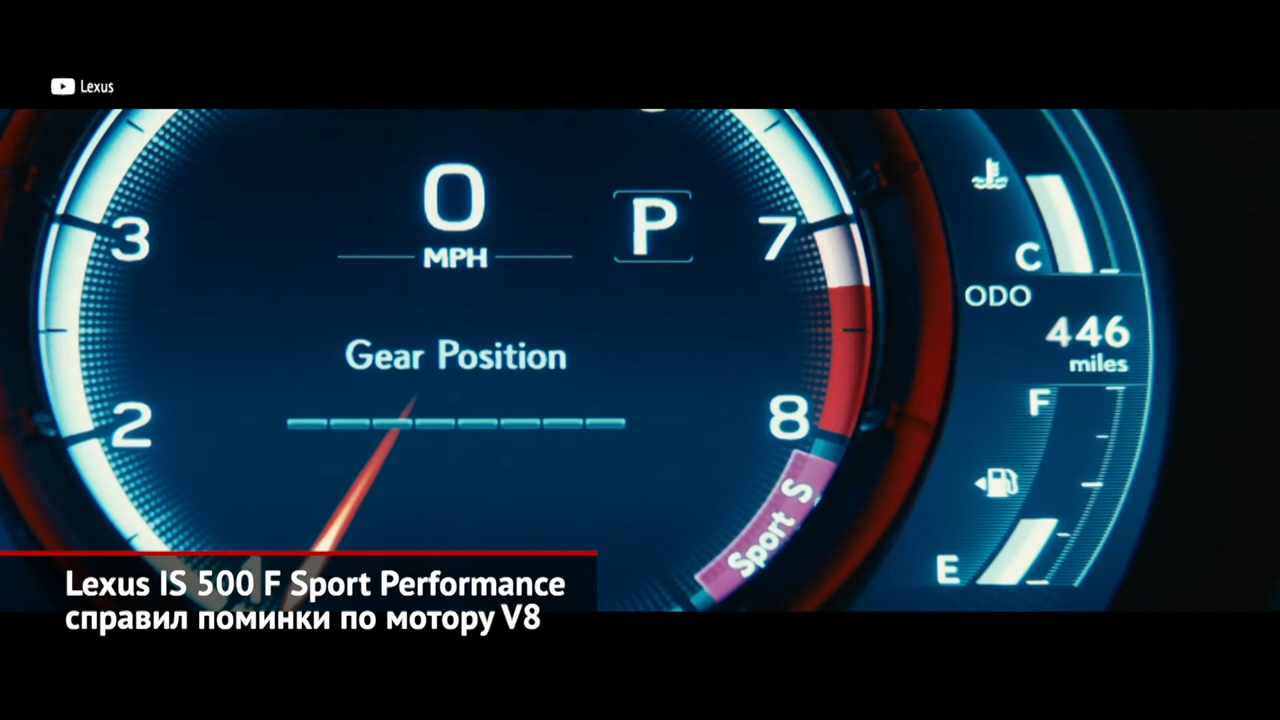 Lexus
0
P
MPH
3
7
C
ODO
446
miles
Gear Position
F
2
8
Sport S
E
Lexus IS 500 F Sport Performance
справил поминки по мотору V8